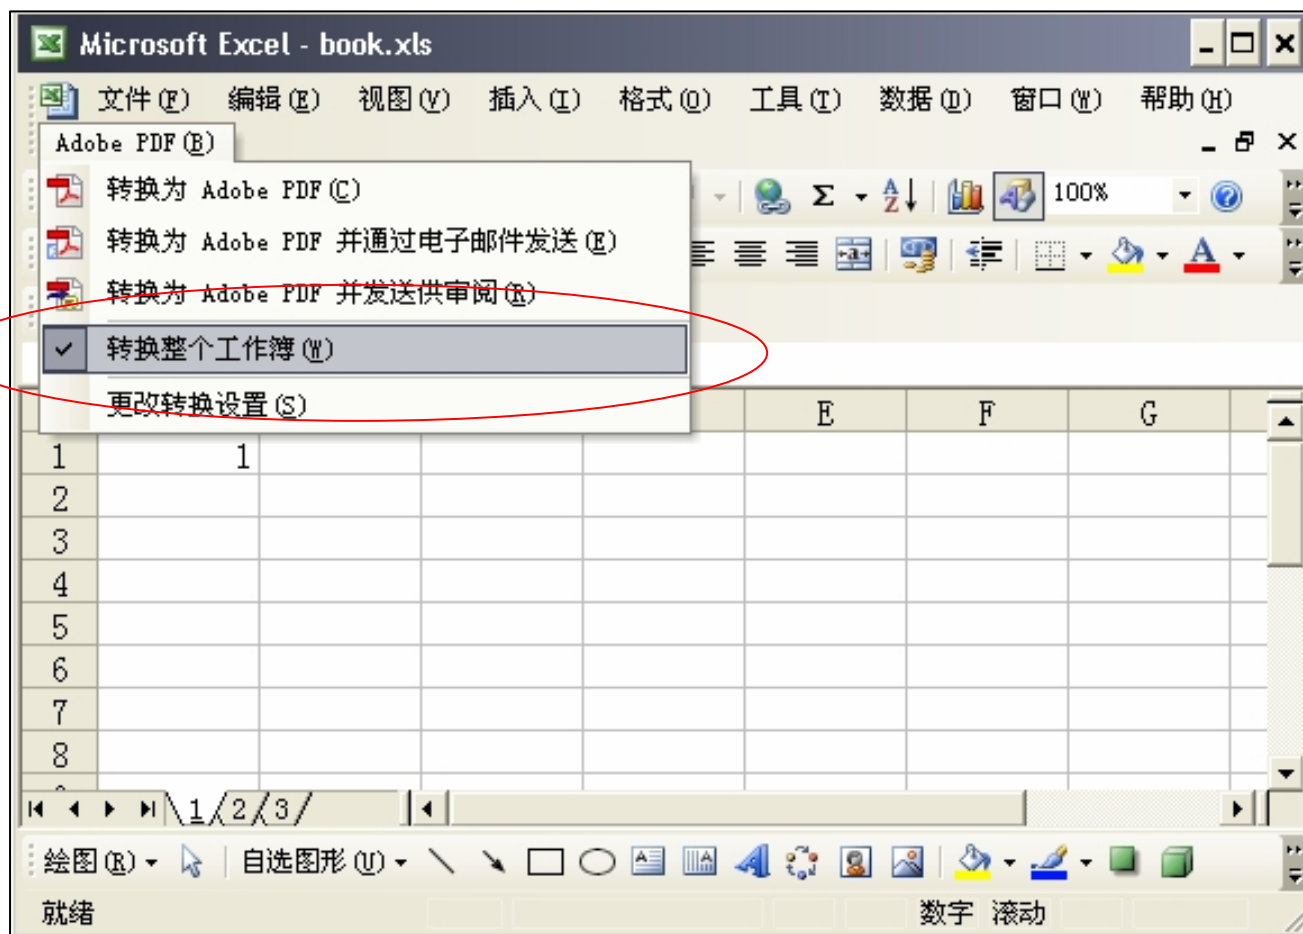 Microsoft Excel - book.xls
文件(F) 编辑(E) 视图(V) 插入(I) 格式(O) 工具(T) 数据(D) 窗口(W) 帮助(H)
Adobe PDF(B)
转换为 Adobe PDF(C)
100%
转换为 Adobe PDF 并通过电子邮件发送(E)
转换为 Adobe PDF 并发送供审阅(R)
转换整个工作簿(W)
更改转换设置(S)
E F G
1 1
2
3
4
5
6
7
8
1 2 3
绘图(R) 自选图形(U)
就绪 数字 滚动